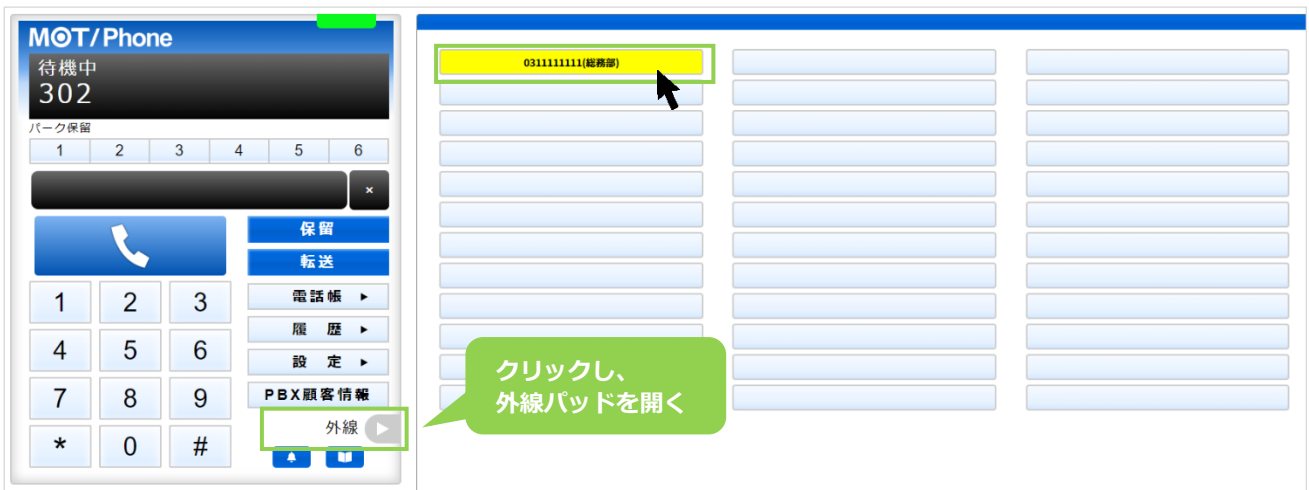 MOT/Phone
待機中
302
パーク保留
1 2 3 4 5 6
×
保留
転送
1 2 3
電話帳 ▶
履 歴 ▶
4 5 6
設 定 ▶
7 8 9
PBX顧客情報
外線
* 0 #
0311111111(総務部)
クリックし、
外線パッドを開く